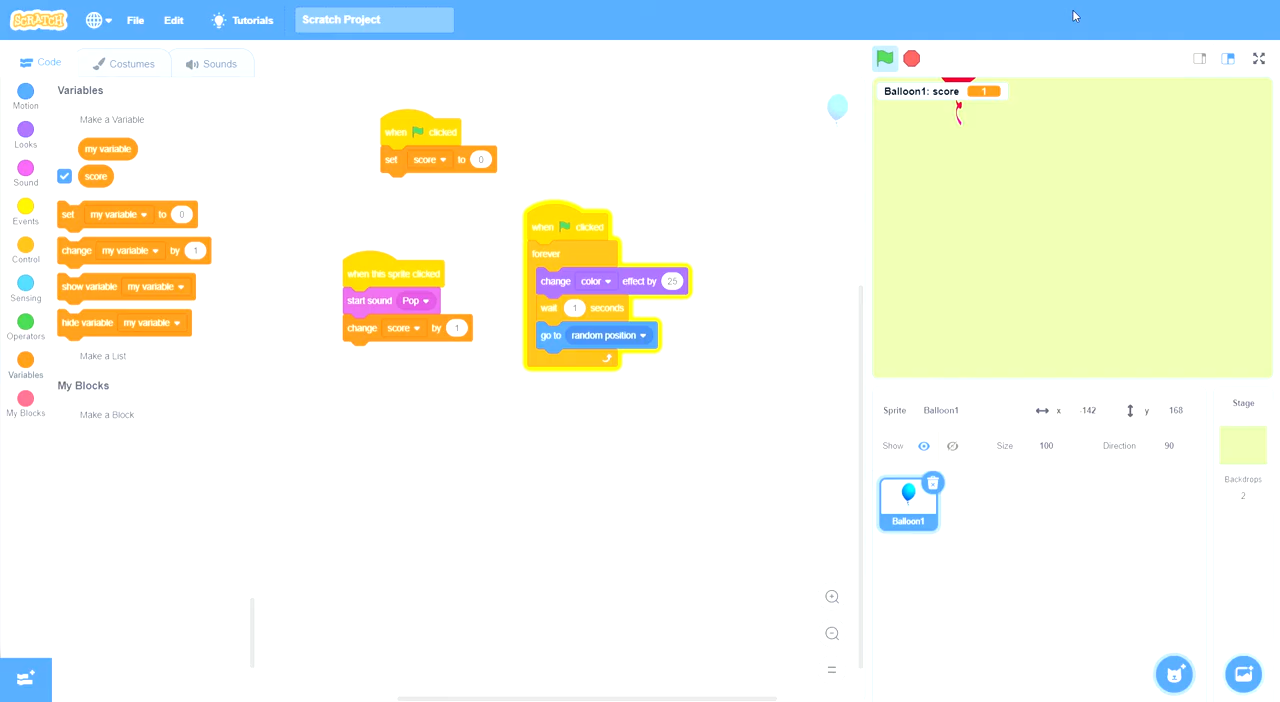 SCRATCH
File
Edit
Tutorials
Scratch Project
Code
Costumes
Sounds
Motion
Looks
Sound
Events
Control
Sensing
Operators
Variables
My Blocks
Variables
Make a Variable
my variable
score
set my variable to 0
change my variable by 1
show variable my variable
hide variable my variable
Make a List
My Blocks
Make a Block
when clicked
set score to 0
when this sprite clicked
start sound Pop
change score by 1
when clicked
forever
change color effect by 25
wait 1 seconds
go to random position
Balloon1: score 1
Sprite Balloon1 x -142 y 168
Show Size 100 Direction 90
Balloon1
Stage
Backdrops
2